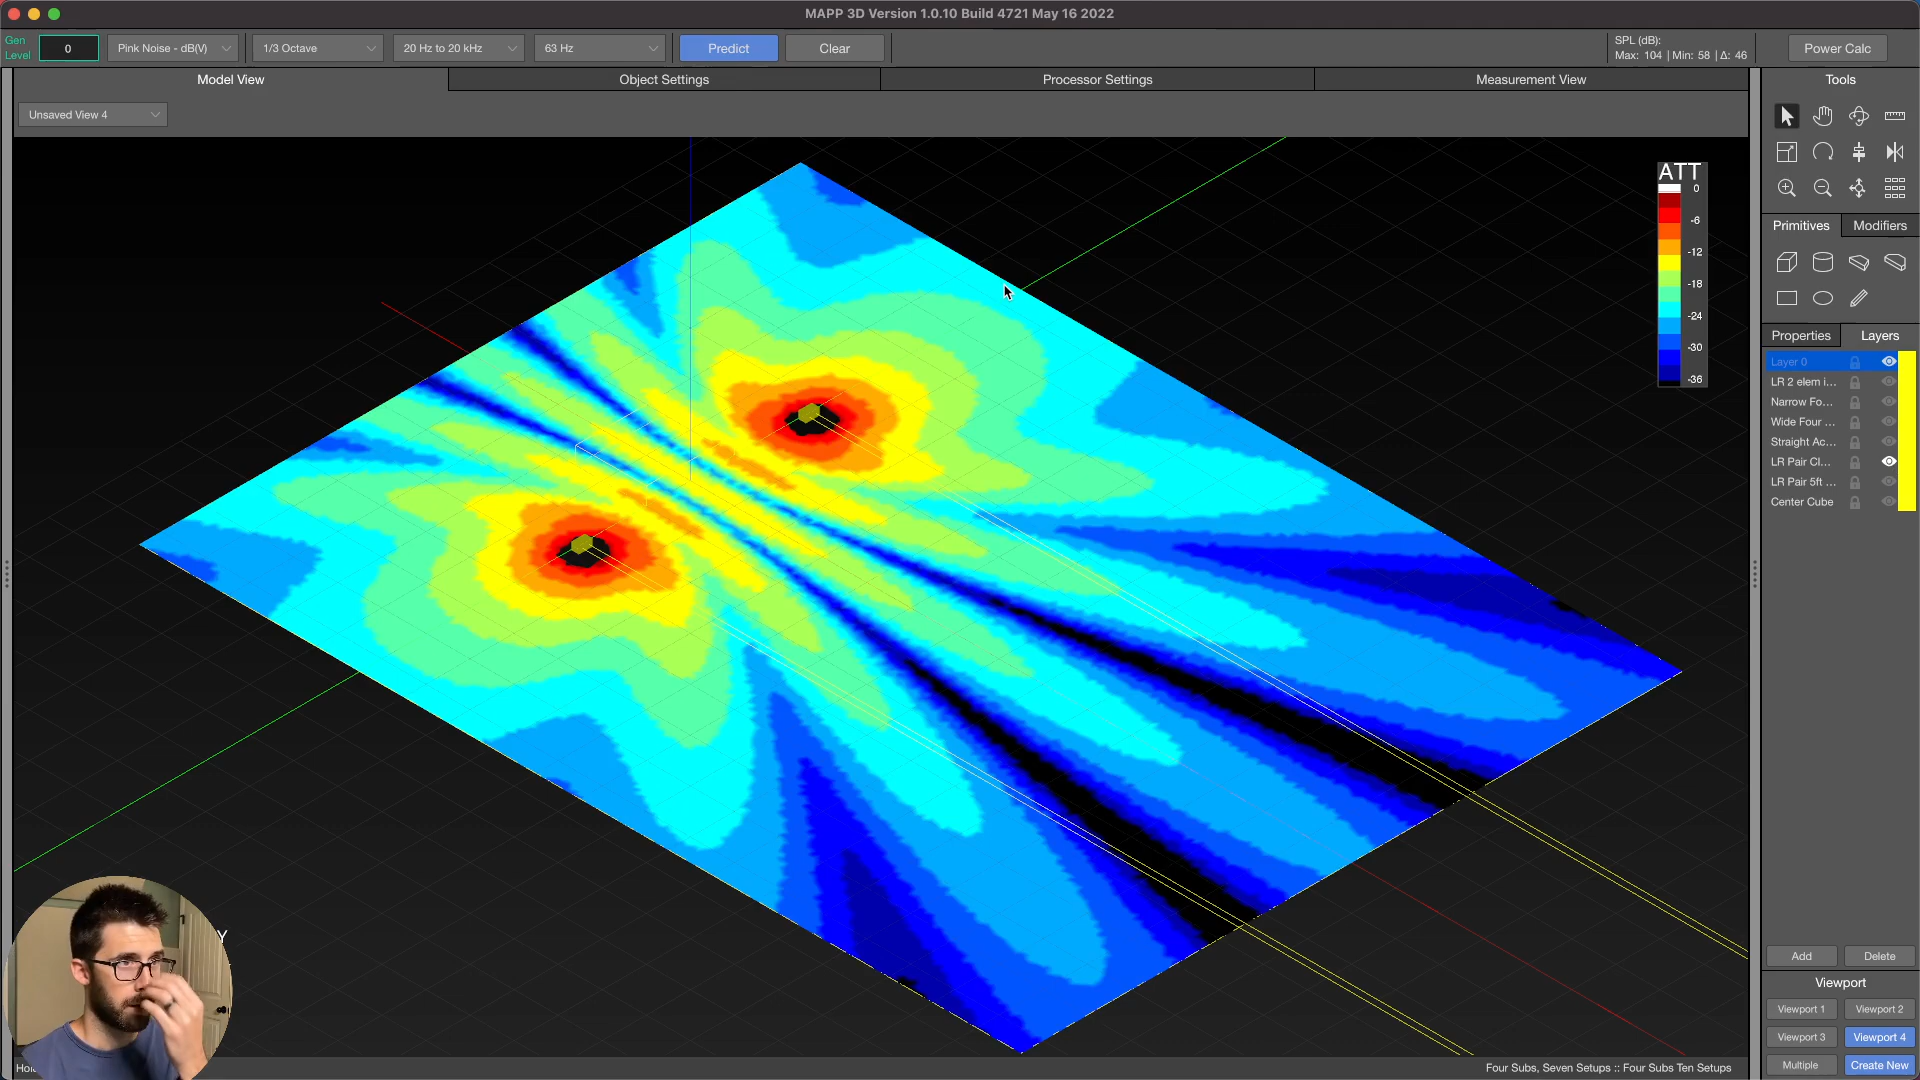 MAPP 3D Version 1.0.10 Build 4721 May 16 2022
Gen Level
0
Pink Noise - dB(V)
1/3 Octave
20 Hz to 20 kHz
63 Hz
Predict
Clear
SPL (dB):
Max: 104 | Min: 58 | Δ: 46
Power Calc
Model View
Object Settings
Processor Settings
Measurement View
Tools
Unsaved View 4
ATT
0
-6
-12
-18
-24
-30
-36
Primitives
Modifiers
Properties
Layers
Layer 0
LR 2 elem i...
Narrow Fo...
Wide Four ...
Straight Ac...
LR Pair Cl...
LR Pair 5ft ...
Center Cube
Add
Delete
Viewport
Viewport 1
Viewport 2
Viewport 3
Viewport 4
Multiple
Create New
Y
Four Subs, Seven Setups :: Four Subs Ten Setups